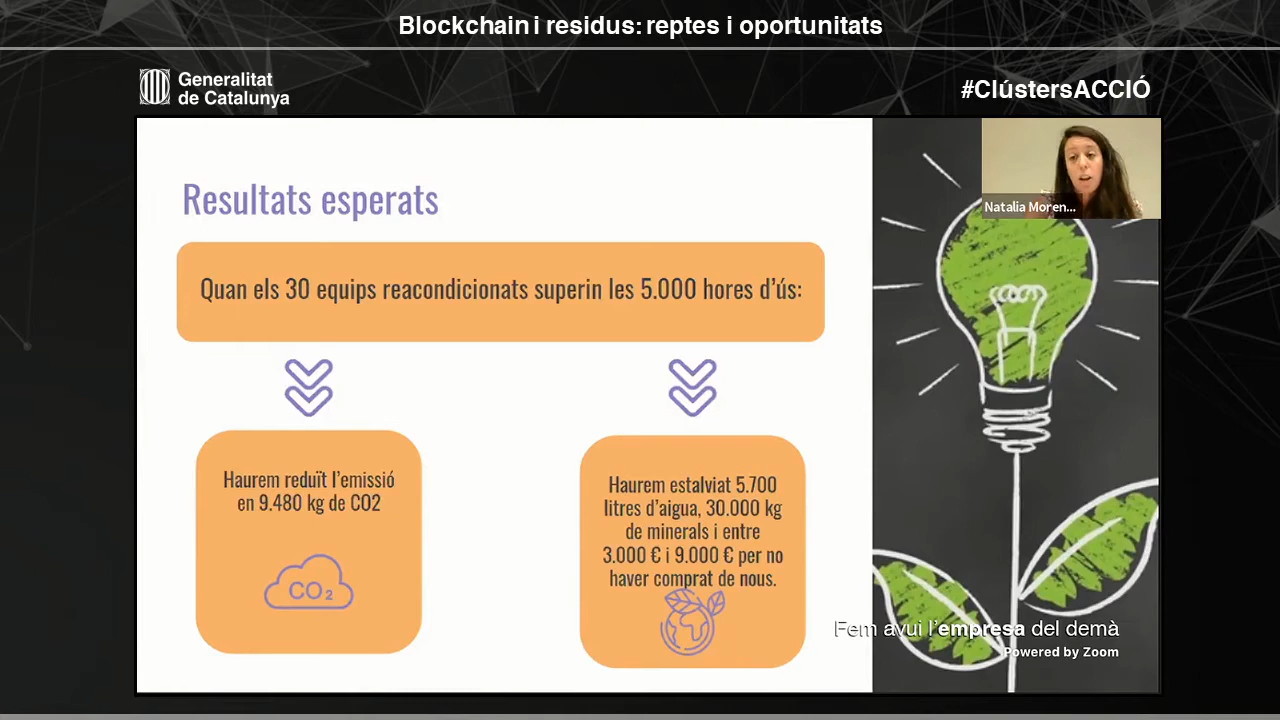 Blockchain i residus: reptes i oportunitats
Generalitat
de Catalunya
#ClústersACCIÓ
Natalia Moren...
Resultats esperats
Quan els 30 equips reacondicionats superin les 5.000 hores d'ús:
Haurem reduït l'emissió
en 9.480 kg de CO2
CO2
Haurem estalviat 5.700
litres d'aigua, 30.000 kg
de minerals i entre
3.000 € i 9.000 € per no
haver comprat de nous.
Fem avui l'empresa del demà
Powered by Zoom